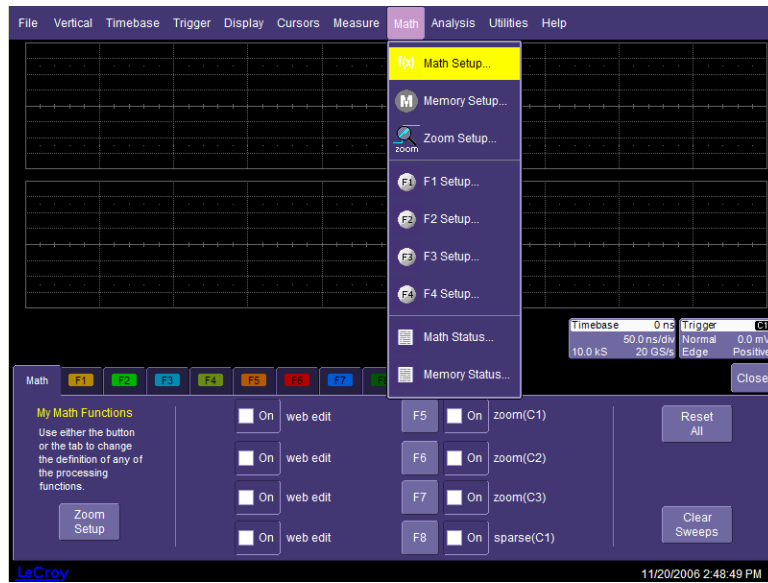 File Vertical Timebase Trigger Display Cursors Measure Math Analysis Utilities Help
f(x) Math Setup...
M Memory Setup...
zoom Zoom Setup...
F1 F1 Setup...
F2 F2 Setup...
F3 F3 Setup...
F4 F4 Setup...
Math Status...
Memory Status...
Timebase 0 ns
50.0 ns/div
10.0 kS 20 GS/s
Trigger C1
Normal 0.0 mV
Edge Positive
Math F1 F2 F3 F4 F5 F6 F7
Close
My Math Functions
Use either the button
or the tab to change
the definition of any of
the processing
functions.
Zoom
Setup
On web edit F5 On zoom(C1)
On web edit F6 On zoom(C2)
On web edit F7 On zoom(C3)
On web edit F8 On sparse(C1)
Reset
All
Clear
Sweeps
LeCroy
11/20/2006 2:48:49 PM